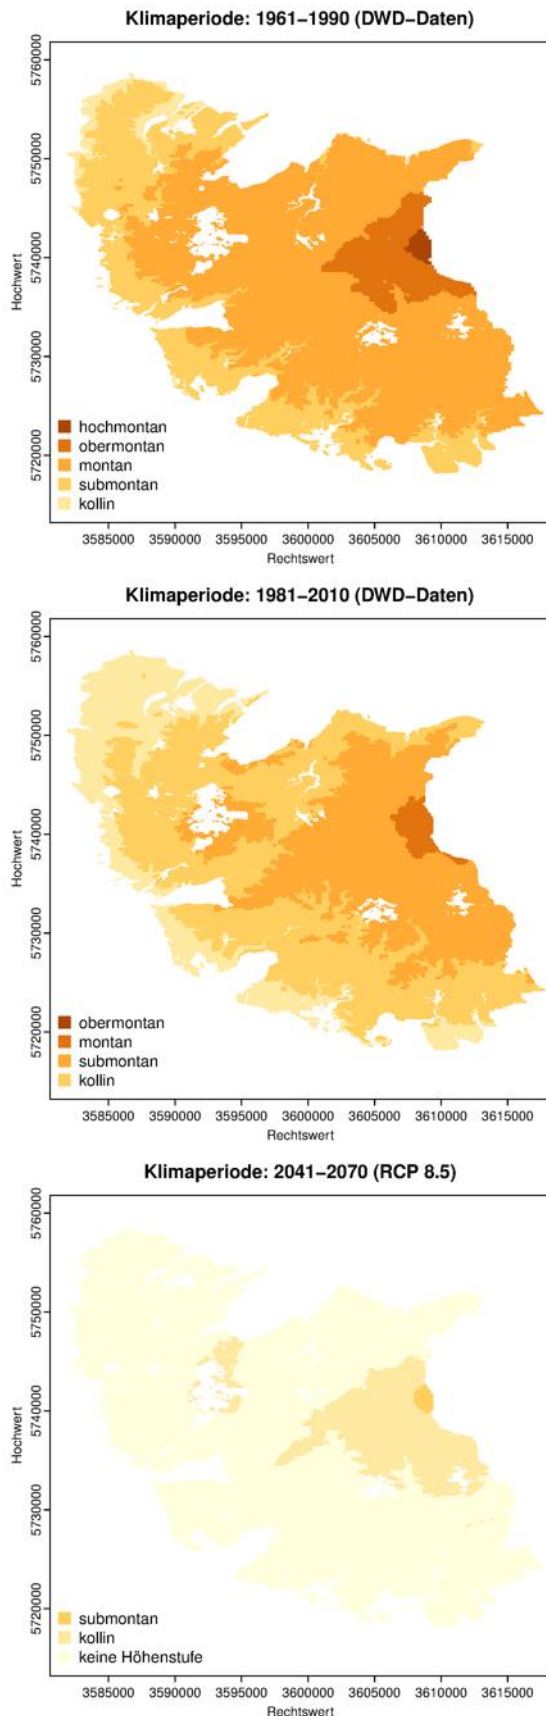 Klimaperiode: 1961–1990 (DWD–Daten)
5760000
5750000
5740000
5730000
5720000
Hochwert
hochmontan
obermontan
montan
submontan
kollin
3585000 3590000 3595000 3600000 3605000 3610000 3615000
Rechtswert
Klimaperiode: 1981–2010 (DWD–Daten)
5760000
5750000
5740000
5730000
5720000
Hochwert
obermontan
montan
submontan
kollin
3585000 3590000 3595000 3600000 3605000 3610000 3615000
Rechtswert
Klimaperiode: 2041–2070 (RCP 8.5)
5760000
5750000
5740000
5730000
5720000
Hochwert
submontan
kollin
keine Höhenstufe
3585000 3590000 3595000 3600000 3605000 3610000 3615000
Rechtswert